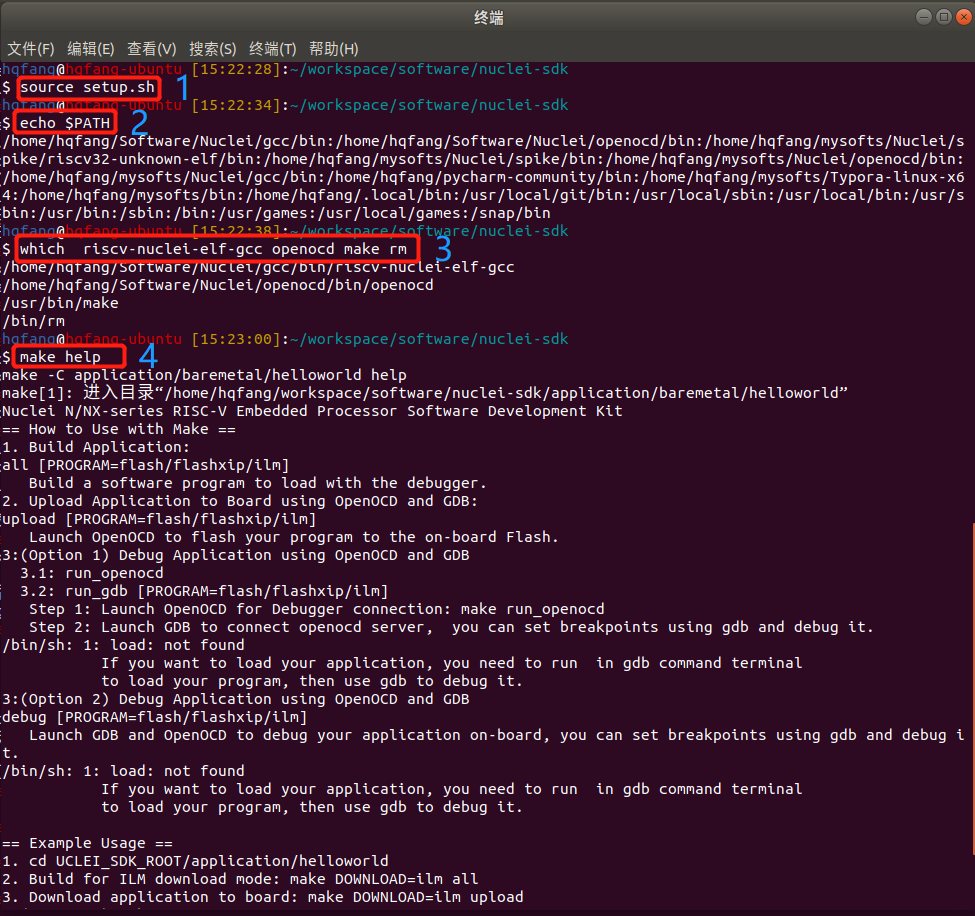 终端
文件(F) 编辑(E) 查看(V) 搜索(S) 终端(T) 帮助(H)
hqfang@hqfang-ubuntu [15:22:28]:~/workspace/software/nuclei-sdk
$ source setup.sh 1
hqfang@hqfang-ubuntu [15:22:34]:~/workspace/software/nuclei-sdk
$ echo $PATH 2
/home/hqfang/Software/Nuclei/gcc/bin:/home/hqfang/Software/Nuclei/openocd/bin:/home/hqfang/mysofts/Nuclei/s
pike/riscv32-unknown-elf/bin:/home/hqfang/mysofts/Nuclei/spike/bin:/home/hqfang/mysofts/Nuclei/openocd/bin:
/home/hqfang/mysofts/Nuclei/gcc/bin:/home/hqfang/pycharm-community/bin:/home/hqfang/mysofts/Typora-linux-x6
4:/home/hqfang/mysofts/bin:/home/hqfang/.local/bin:/usr/local/git/bin:/usr/local/sbin:/usr/local/bin:/usr/s
bin:/usr/bin:/sbin:/bin:/usr/games:/usr/local/games:/snap/bin
hqfang@hqfang-ubuntu [15:22:38]:~/workspace/software/nuclei-sdk
$ which  riscv-nuclei-elf-gcc openocd make rm 3
/home/hqfang/Software/Nuclei/gcc/bin/riscv-nuclei-elf-gcc
/home/hqfang/Software/Nuclei/openocd/bin/openocd
/usr/bin/make
/bin/rm
hqfang@hqfang-ubuntu [15:23:00]:~/workspace/software/nuclei-sdk
$ make help 4
make -C application/baremetal/helloworld help
make[1]: 进入目录“/home/hqfang/workspace/software/nuclei-sdk/application/baremetal/helloworld”
Nuclei N/NX-series RISC-V Embedded Processor Software Development Kit
== How to Use with Make ==
1. Build Application:
all [PROGRAM=flash/flashxip/ilm]
Build a software program to load with the debugger.
2. Upload Application to Board using OpenOCD and GDB:
upload [PROGRAM=flash/flashxip/ilm]
Launch OpenOCD to flash your program to the on-board Flash.
3:(Option 1) Debug Application using OpenOCD and GDB
3.1: run_openocd
3.2: run_gdb [PROGRAM=flash/flashxip/ilm]
Step 1: Launch OpenOCD for Debugger connection: make run_openocd
Step 2: Launch GDB to connect openocd server,  you can set breakpoints using gdb and debug it.
/bin/sh: 1: load: not found
If you want to load your application, you need to run  in gdb command terminal
to load your program, then use gdb to debug it.
3:(Option 2) Debug Application using OpenOCD and GDB
debug [PROGRAM=flash/flashxip/ilm]
Launch GDB and OpenOCD to debug your application on-board, you can set breakpoints using gdb and debug i
t.
/bin/sh: 1: load: not found
If you want to load your application, you need to run  in gdb command terminal
to load your program, then use gdb to debug it.
== Example Usage ==
1. cd UCLEI_SDK_ROOT/application/helloworld
2. Build for ILM download mode: make DOWNLOAD=ilm all
3. Download application to board: make DOWNLOAD=ilm upload